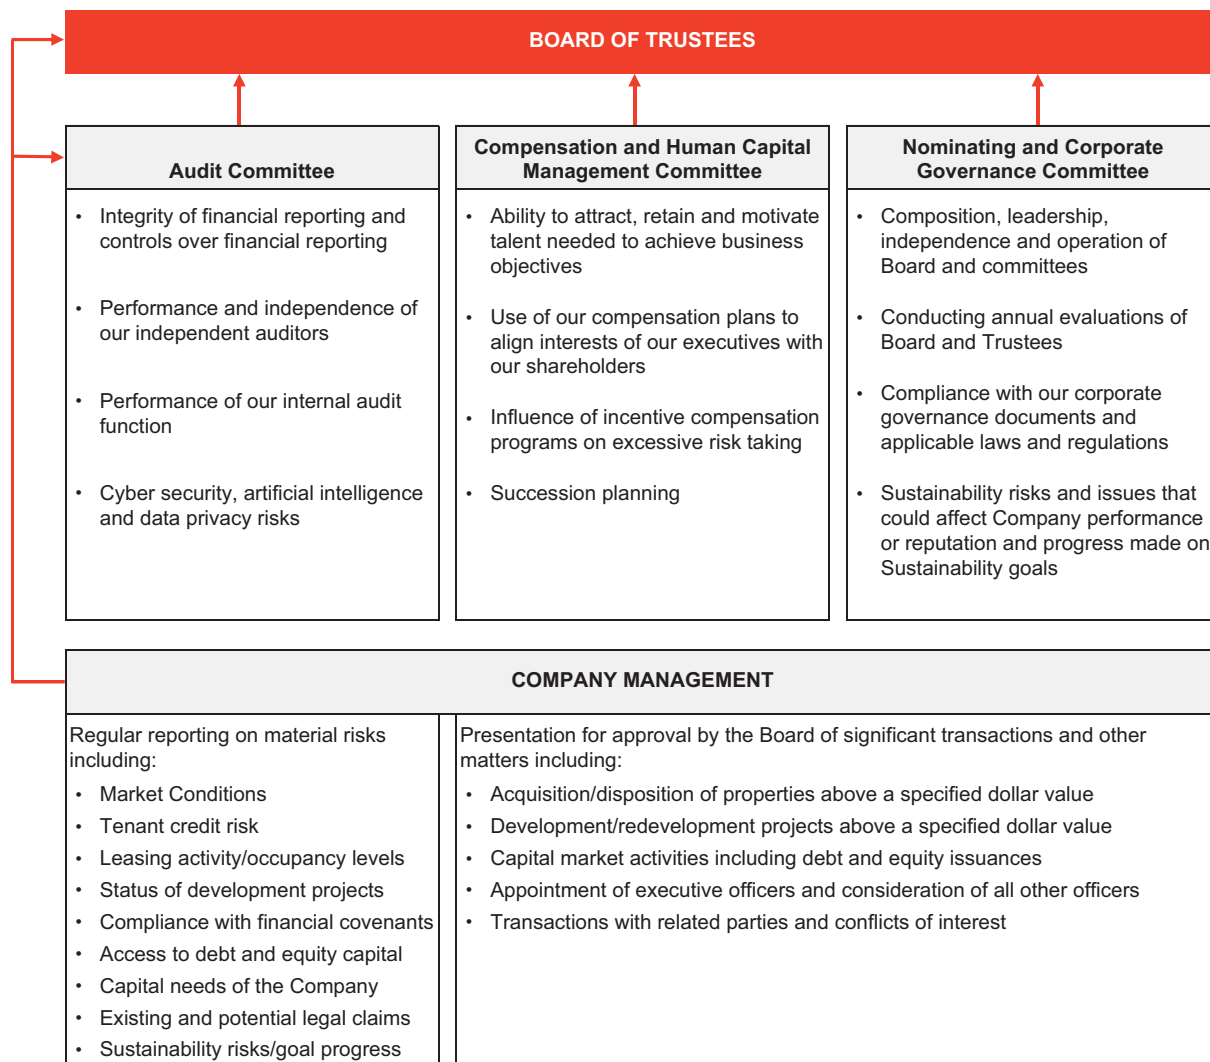 BOARD OF TRUSTEES
Audit Committee
• Integrity of financial reporting and
controls over financial reporting
• Performance and independence of
our independent auditors
• Performance of our internal audit
function
• Cyber security, artificial intelligence
and data privacy risks
Compensation and Human Capital
Management Committee
• Ability to attract, retain and motivate
talent needed to achieve business
objectives
• Use of our compensation plans to
align interests of our executives with
our shareholders
• Influence of incentive compensation
programs on excessive risk taking
• Succession planning
Nominating and Corporate
Governance Committee
• Composition, leadership,
independence and operation of
Board and committees
• Conducting annual evaluations of
Board and Trustees
• Compliance with our corporate
governance documents and
applicable laws and regulations
• Sustainability risks and issues that
could affect Company performance
or reputation and progress made on
Sustainability goals
COMPANY MANAGEMENT
Regular reporting on material risks
including:
• Market Conditions
• Tenant credit risk
• Leasing activity/occupancy levels
• Status of development projects
• Compliance with financial covenants
• Access to debt and equity capital
• Capital needs of the Company
• Existing and potential legal claims
• Sustainability risks/goal progress
Presentation for approval by the Board of significant transactions and other
matters including:
• Acquisition/disposition of properties above a specified dollar value
• Development/redevelopment projects above a specified dollar value
• Capital market activities including debt and equity issuances
• Appointment of executive officers and consideration of all other officers
• Transactions with related parties and conflicts of interest